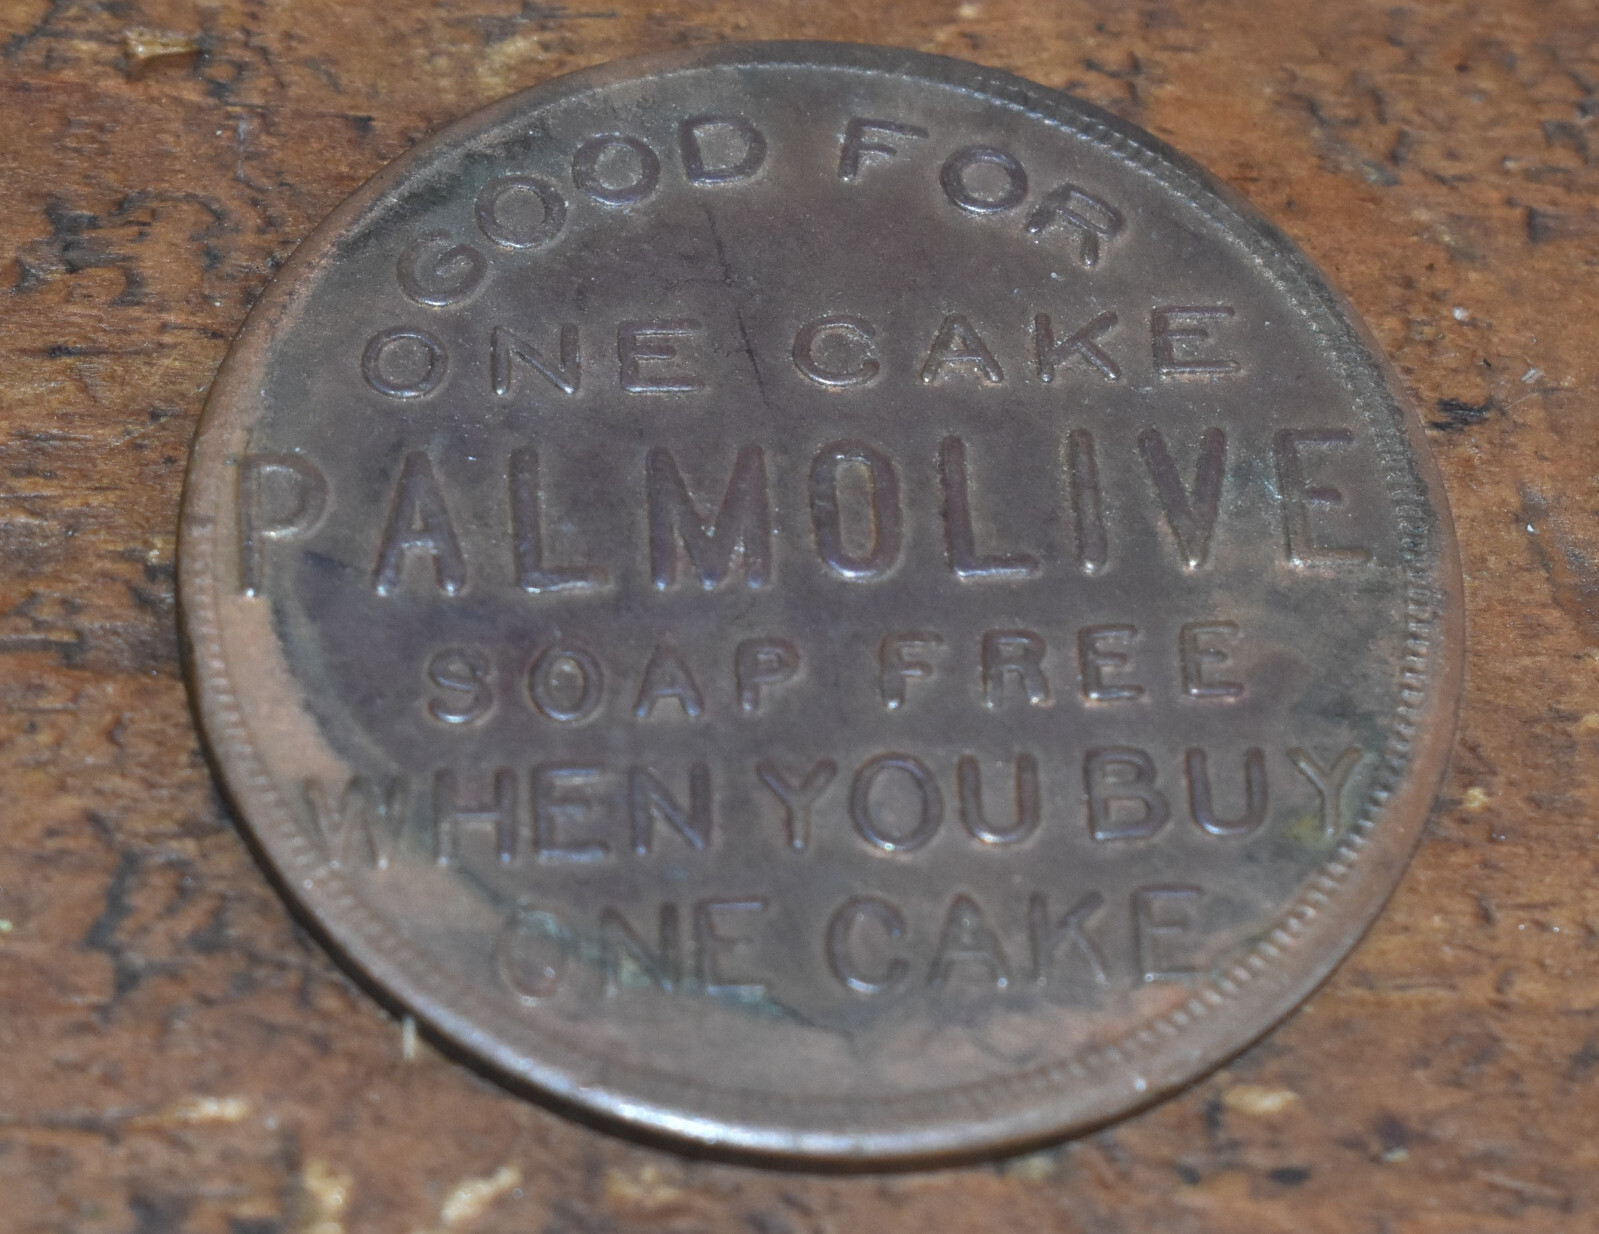 GOOD FOR
ONE CAKE
PALMOLIVE
SOAP FREE
WHEN YOU BUY
ONE CAKE